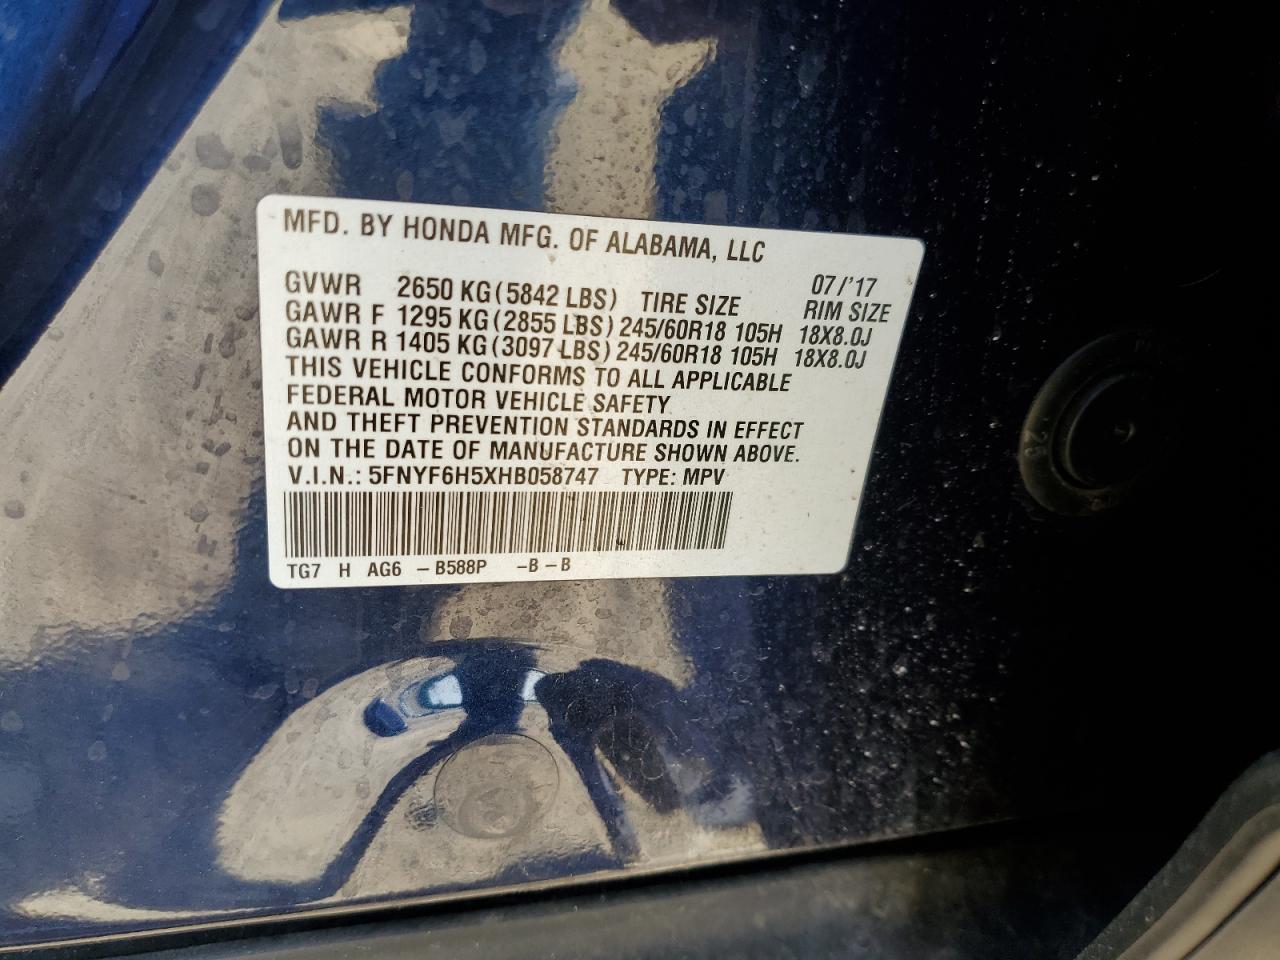 MFD. BY HONDA MFG. OF ALABAMA, LLC
07/'17
GVWR 2650 KG(5842 LBS) TIRE SIZE RIM SIZE
GAWR F 1295 KG(2855 LBS) 245/60R18 105H 18X8.0J
GAWR R 1405 KG(3097 LBS) 245/60R18 105H 18X8.0J
THIS VEHICLE CONFORMS TO ALL APPLICABLE
FEDERAL MOTOR VEHICLE SAFETY
AND THEFT PREVENTION STANDARDS IN EFFECT
ON THE DATE OF MANUFACTURE SHOWN ABOVE.
V.I.N.: 5FNYF6H5XHB058747 TYPE: MPV
TG7 H AG6 -B588P -B-B